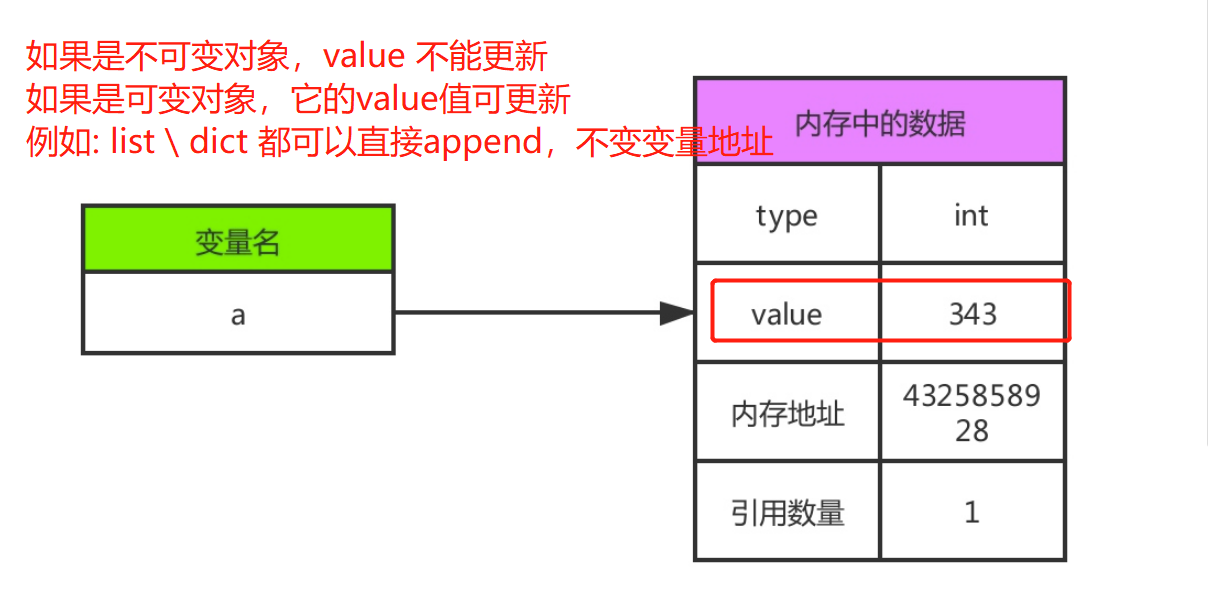 如果是不可变对象，value 不能更新
如果是可变对象，它的value值可更新
例如: list \ dict 都可以直接append，不变变量地址
内存中的数据
变量名
a
type int
value 343
内存地址 43258589
28
引用数量 1